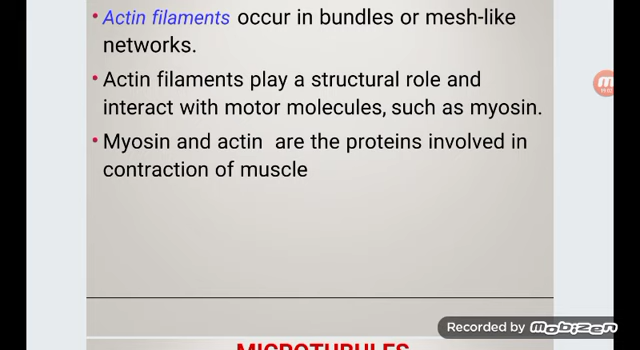 • Actin filaments occur in bundles or mesh-like
networks.
• Actin filaments play a structural role and
interact with motor molecules, such as myosin.
• Myosin and actin are the proteins involved in
contraction of muscle
Recorded by mobizen
MICROTUBULES